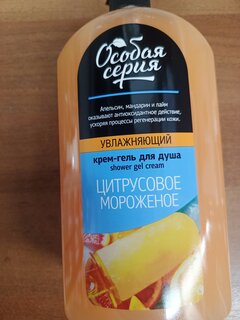 Особая
серия
Апельсин, мандарин и лайм
оказывают антиоксидантное действие,
ускоряя процессы регенерации кожи.
УВЛАЖНЯЮЩИЙ
крем-гель для душа
shower gel cream
ЦИТРУСОВОЕ
МОРОЖЕНОЕ